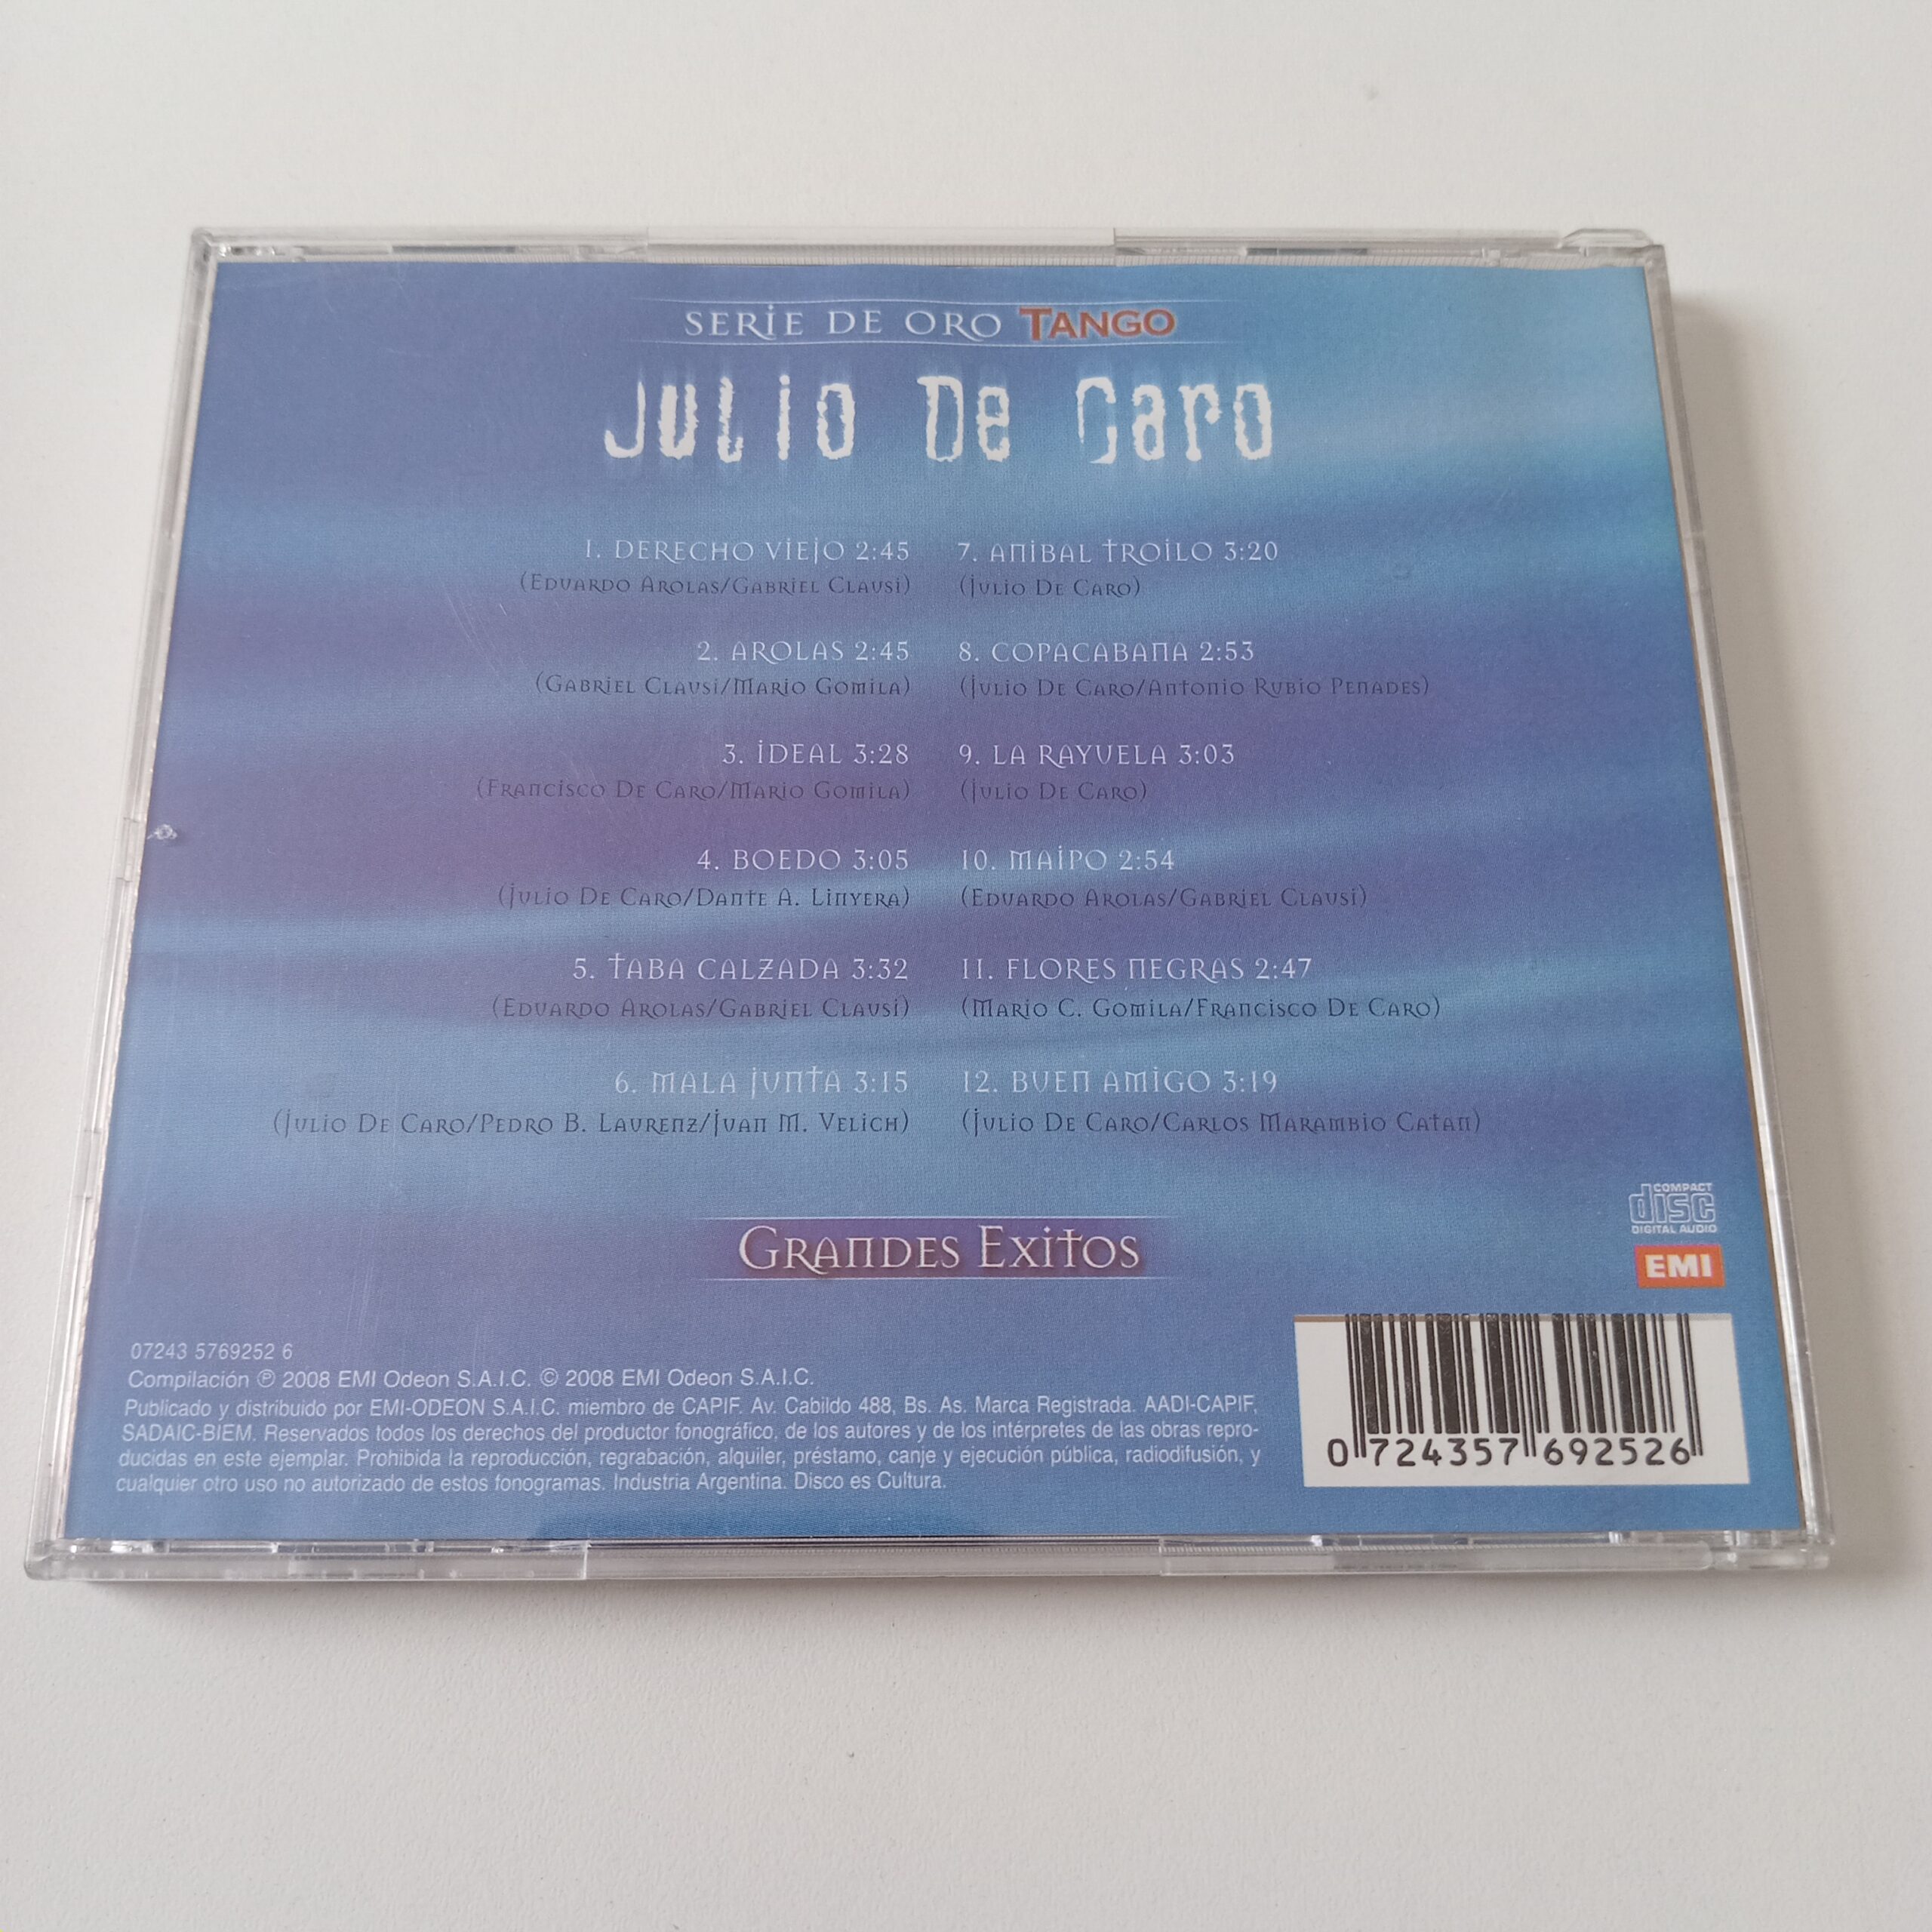 SERIE DE ORO TANGO
Julio De Caro
1. DERECHO VIEJO 2:45
(EDUARDO AROLAS/GABRIEL CLAUSI)
2. AROLAS 2:45
(GABRIEL CLAUSI/MARIO GOMILA)
3. IDEAL 3:28
(FRANCISCO DE CARO/MARIO GOMILA)
4. BOEDO 3:05
(JULIO DE CARO/DANTE A. LINYERA)
5. TABA CALZADA 3:32
(EDUARDO AROLAS/GABRIEL CLAUSI)
6. MALA JUNTA 3:15
(JULIO DE CARO/PEDRO B. LAURENZ/JUAN M. VELICH)
7. ANIBAL TROILO 3:20
(JULIO DE CARO)
8. COPACABANA 2:53
(JULIO DE CARO/ANTONIO RUBIO PENADES)
9. LA RAYUELA 3:03
(JULIO DE CARO)
10. MAIPO 2:54
(EDUARDO AROLAS/GABRIEL CLAUSI)
11. FLORES NEGRAS 2:47
(MARIO C. GOMILA/FRANCISCO DE CARO)
12. BUEN AMIGO 3:19
(JULIO DE CARO/CARLOS MARAMBIO CATAN)
GRANDES EXITOS
COMPACT
disc
DIGITAL AUDIO
EMI
07243 5769252 6
Compilación ℗ 2008 EMI Odeon S.A.I.C. © 2008 EMI Odeon S.A.I.C.
Publicado y distribuido por EMI-ODEON S.A.I.C. miembro de CAPIF. Av. Cabildo 488, Bs. As. Marca Registrada. AADI-CAPIF,
SADAIC-BIEM. Reservados todos los derechos del productor fonográfico, de los autores y de los intérpretes de las obras repro-
ducidas en este ejemplar. Prohibida la reproducción, regrabación, alquiler, préstamo, canje y ejecución pública, radiodifusión, y
cualquier otro uso no autorizado de estos fonogramas. Industria Argentina. Disco es Cultura.
0 724357 692526